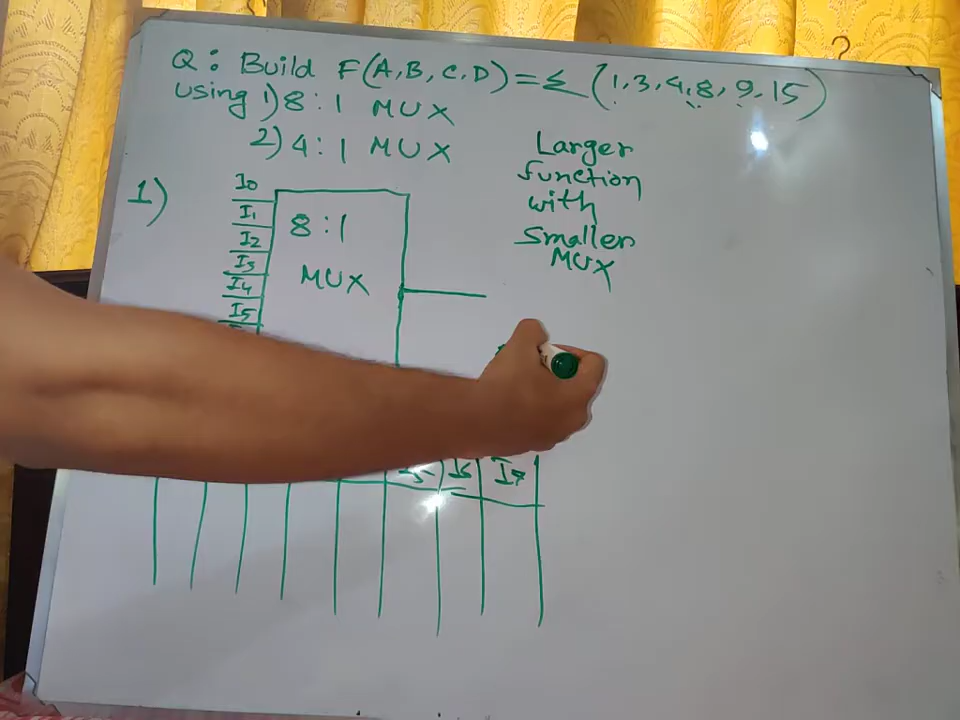 Q: Build F(A,B,C,D) = Σ (1,3,4,8,9,15)
using 1) 8:1 MUX
2) 4:1 MUX
Larger
function
with
Smaller
MUX
1)
I0
I1
I2
I3
I4
I5
8:1
MUX
I5 I6 I7